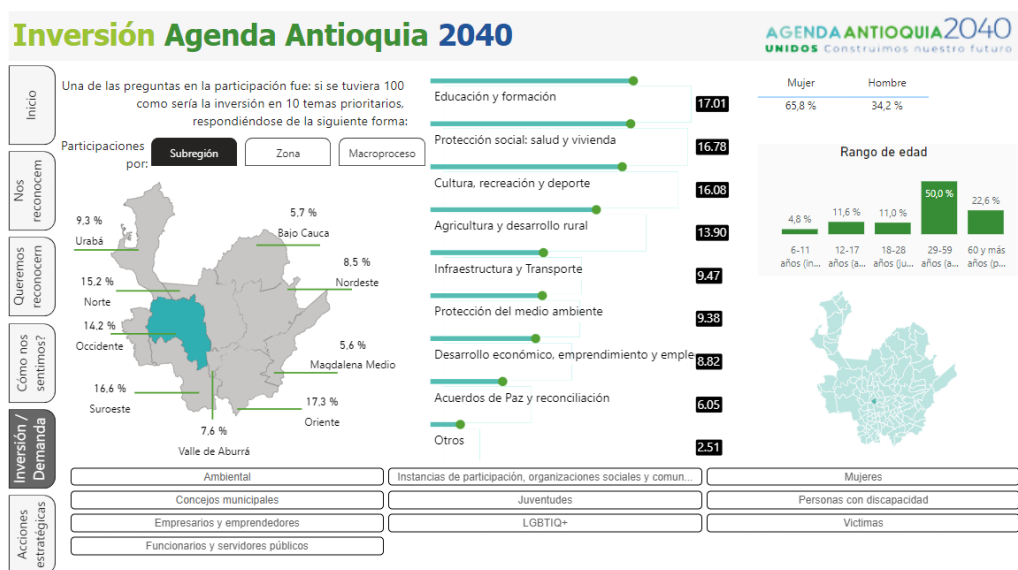 Inversión Agenda Antioquia 2040
AGENDA ANTIOQUIA 2040
UNIDOS Construimos nuestro futuro
Inicio
Nos reconocem
Queremos reconocern
Cómo nos sentimos?
Inversión / Demanda
Acciones estratégicas
Una de las preguntas en la participación fue: si se tuviera 100
como sería la inversión en 10 temas prioritarios,
respondiéndose de la siguiente forma:
Participaciones por:
Subregión
Zona
Macroproceso
9,3 %
Urabá
5,7 %
Bajo Cauca
15,2 %
Norte
8,5 %
Nordeste
14,2 %
Occidente
5,6 %
Magdalena Medio
16,6 %
Suroeste
17,3 %
Oriente
7,6 %
Valle de Aburrá
Educación y formación
17.01
Protección social: salud y vivienda
16.78
Cultura, recreación y deporte
16.08
Agricultura y desarrollo rural
13.90
Infraestructura y Transporte
9.47
Protección del medio ambiente
9.38
Desarrollo económico, emprendimiento y emple
8.82
Acuerdos de Paz y reconciliación
6.05
Otros
2.51
Mujer Hombre
65,8 % 34,2 %
Rango de edad
4,8 % 11,6 % 11,0 % 50,0 % 22,6 %
6-11 12-17 18-28 29-59 60 y más
años (in... años (a... años (ju... años (a... años (p...
Ambiental
Instancias de participación, organizaciones sociales y comun...
Mujeres
Concejos municipales
Juventudes
Personas con discapacidad
Empresarios y emprendedores
LGBTIQ+
Victimas
Funcionarios y servidores públicos